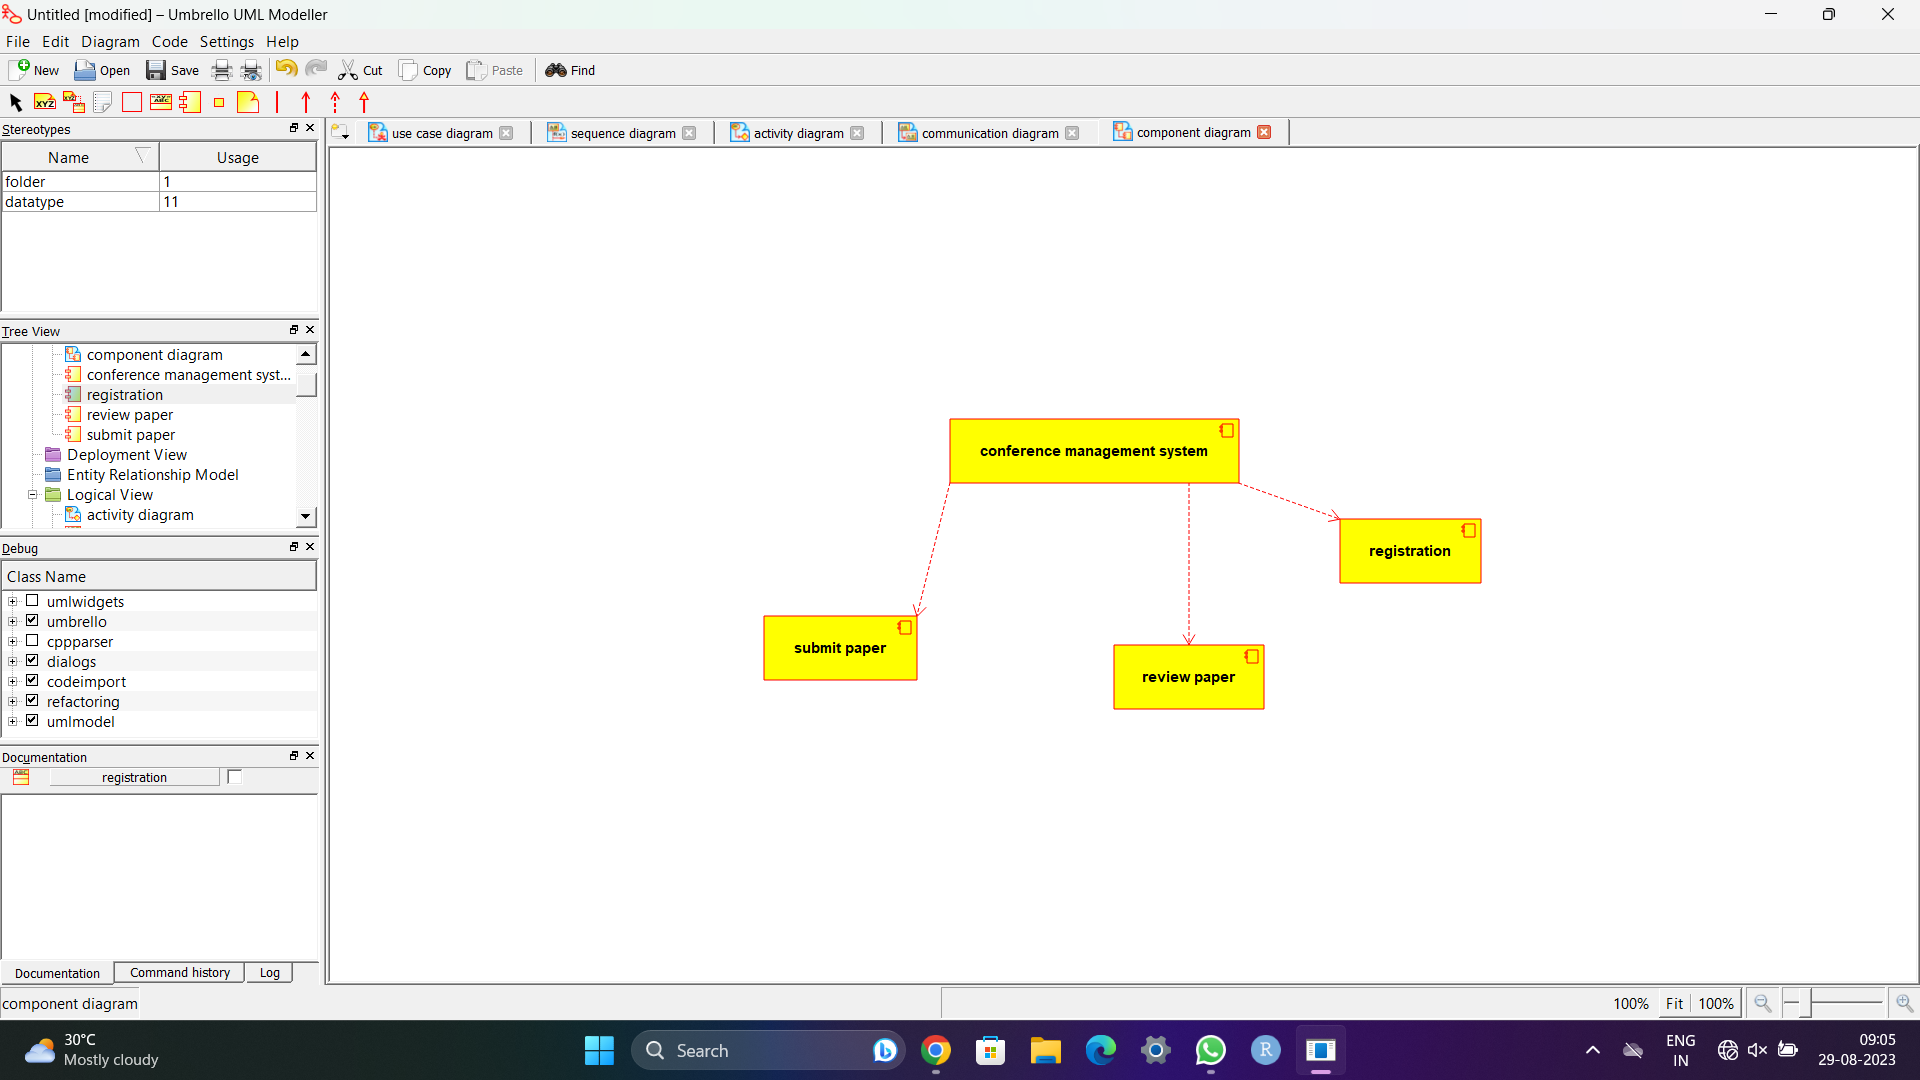 Untitled [modified] – Umbrello UML Modeller
File Edit Diagram Code Settings Help
New Open Save Cut Copy Paste Find
XYZ
Stereotypes
use case diagram sequence diagram activity diagram communication diagram component diagram
Name Usage
folder 1
datatype 11
Tree View
component diagram
conference management syst...
registration
review paper
submit paper
Deployment View
Entity Relationship Model
Logical View
activity diagram
conference management system
registration
submit paper
review paper
Debug
Class Name
umlwidgets
umbrello
cppparser
dialogs
codeimport
refactoring
umlmodel
Documentation
registration
Documentation Command history Log
component diagram
100% Fit 100%
30°C
Mostly cloudy
Search
R
ENG
IN
09:05
29-08-2023